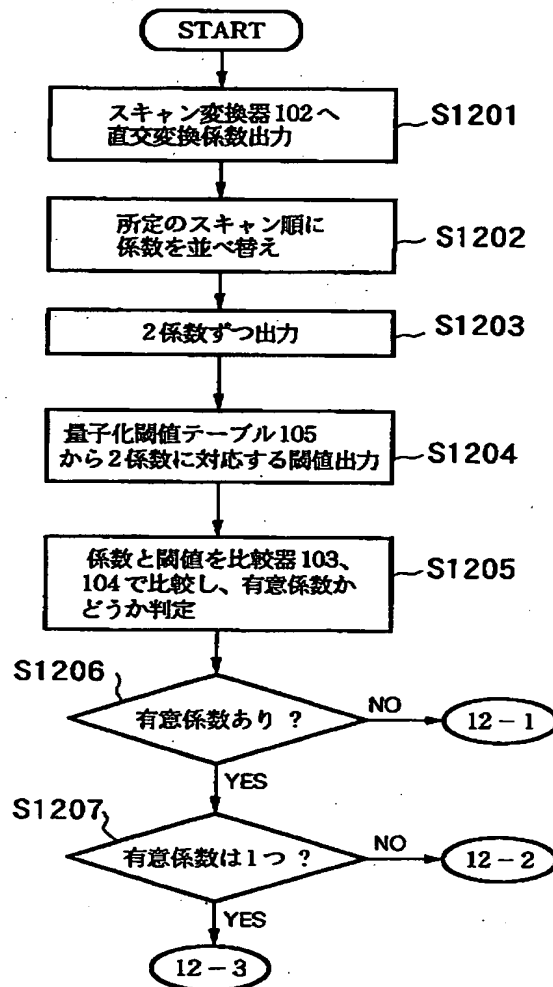 START
スキャン変換器102へ
直交変換係数出力
S1201
所定のスキャン順に
係数を並べ替え
S1202
2係数ずつ出力
S1203
量子化閾値テーブル105
から2係数に対応する閾値出力
S1204
係数と閾値を比較器103、
104で比較し、有意係数か
どうか判定
S1205
S1206
有意係数あり ?
NO
12-1
YES
S1207
有意係数は1つ ?
NO
12-2
YES
12-3